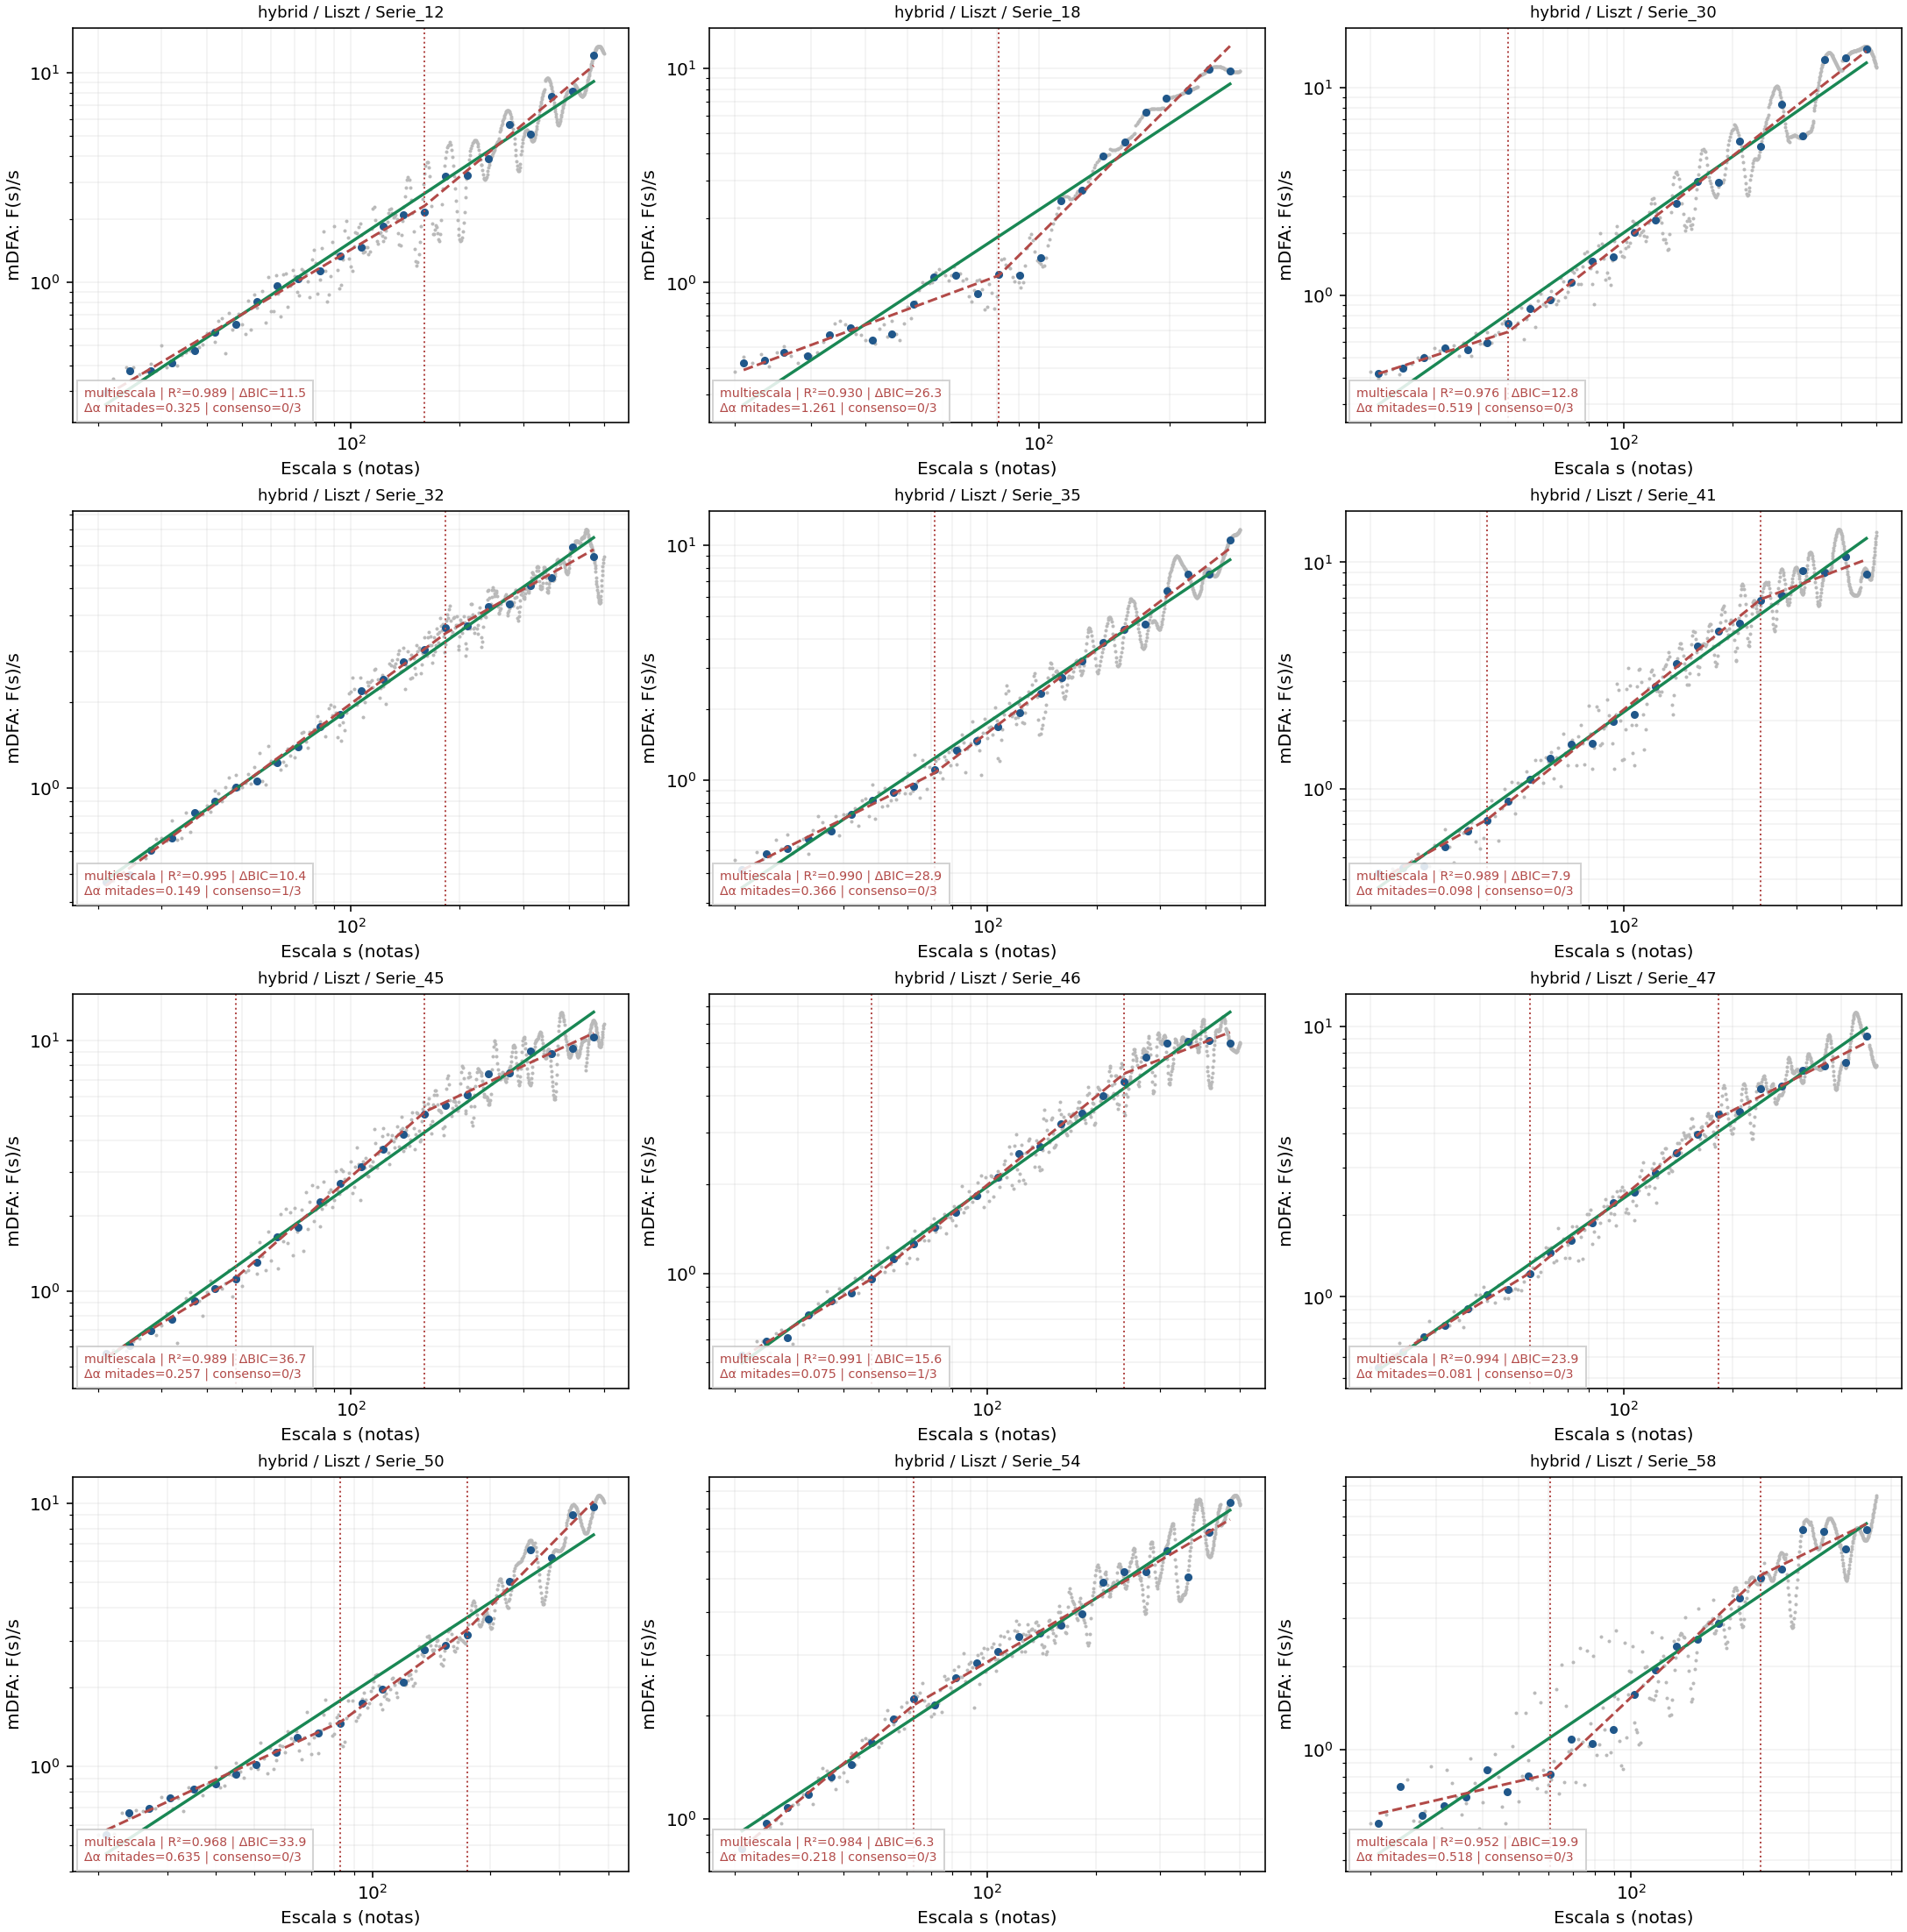 hybrid / Liszt / Serie_12
hybrid / Liszt / Serie_18
hybrid / Liszt / Serie_30
mDFA: F(s)/s
10¹
10⁰
multiescala | R²=0.989 | ΔBIC=11.5
Δα mitades=0.325 | consenso=0/3
10²
Escala s (notas)
mDFA: F(s)/s
10¹
10⁰
multiescala | R²=0.930 | ΔBIC=26.3
Δα mitades=1.261 | consenso=0/3
10²
Escala s (notas)
mDFA: F(s)/s
10¹
10⁰
multiescala | R²=0.976 | ΔBIC=12.8
Δα mitades=0.519 | consenso=0/3
10²
Escala s (notas)
hybrid / Liszt / Serie_32
hybrid / Liszt / Serie_35
hybrid / Liszt / Serie_41
mDFA: F(s)/s
10⁰
multiescala | R²=0.995 | ΔBIC=10.4
Δα mitades=0.149 | consenso=1/3
10²
Escala s (notas)
mDFA: F(s)/s
10¹
10⁰
multiescala | R²=0.990 | ΔBIC=28.9
Δα mitades=0.366 | consenso=0/3
10²
Escala s (notas)
mDFA: F(s)/s
10¹
10⁰
multiescala | R²=0.989 | ΔBIC=7.9
Δα mitades=0.098 | consenso=0/3
10²
Escala s (notas)
hybrid / Liszt / Serie_45
hybrid / Liszt / Serie_46
hybrid / Liszt / Serie_47
mDFA: F(s)/s
10¹
10⁰
multiescala | R²=0.989 | ΔBIC=36.7
Δα mitades=0.257 | consenso=0/3
10²
Escala s (notas)
mDFA: F(s)/s
10⁰
multiescala | R²=0.991 | ΔBIC=15.6
Δα mitades=0.075 | consenso=1/3
10²
Escala s (notas)
mDFA: F(s)/s
10¹
10⁰
multiescala | R²=0.994 | ΔBIC=23.9
Δα mitades=0.081 | consenso=0/3
10²
Escala s (notas)
hybrid / Liszt / Serie_50
hybrid / Liszt / Serie_54
hybrid / Liszt / Serie_58
mDFA: F(s)/s
10¹
10⁰
multiescala | R²=0.968 | ΔBIC=33.9
Δα mitades=0.635 | consenso=0/3
10²
Escala s (notas)
mDFA: F(s)/s
10⁰
multiescala | R²=0.984 | ΔBIC=6.3
Δα mitades=0.218 | consenso=0/3
10²
Escala s (notas)
mDFA: F(s)/s
10⁰
multiescala | R²=0.952 | ΔBIC=19.9
Δα mitades=0.518 | consenso=0/3
10²
Escala s (notas)